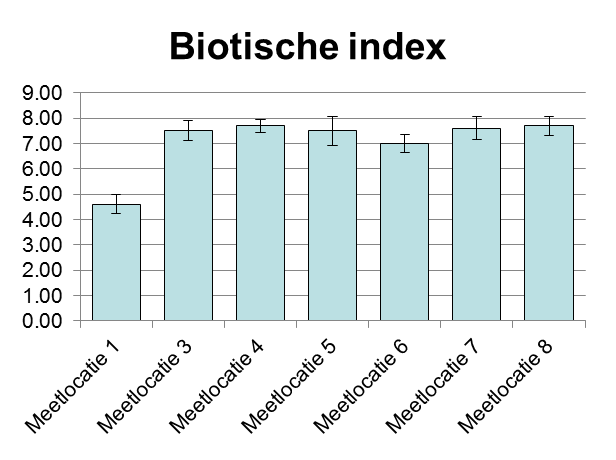 Biotische index
9.00
8.00
7.00
6.00
5.00
4.00
3.00
2.00
1.00
0.00
Meetlocatie 1
Meetlocatie 3
Meetlocatie 4
Meetlocatie 5
Meetlocatie 6
Meetlocatie 7
Meetlocatie 8